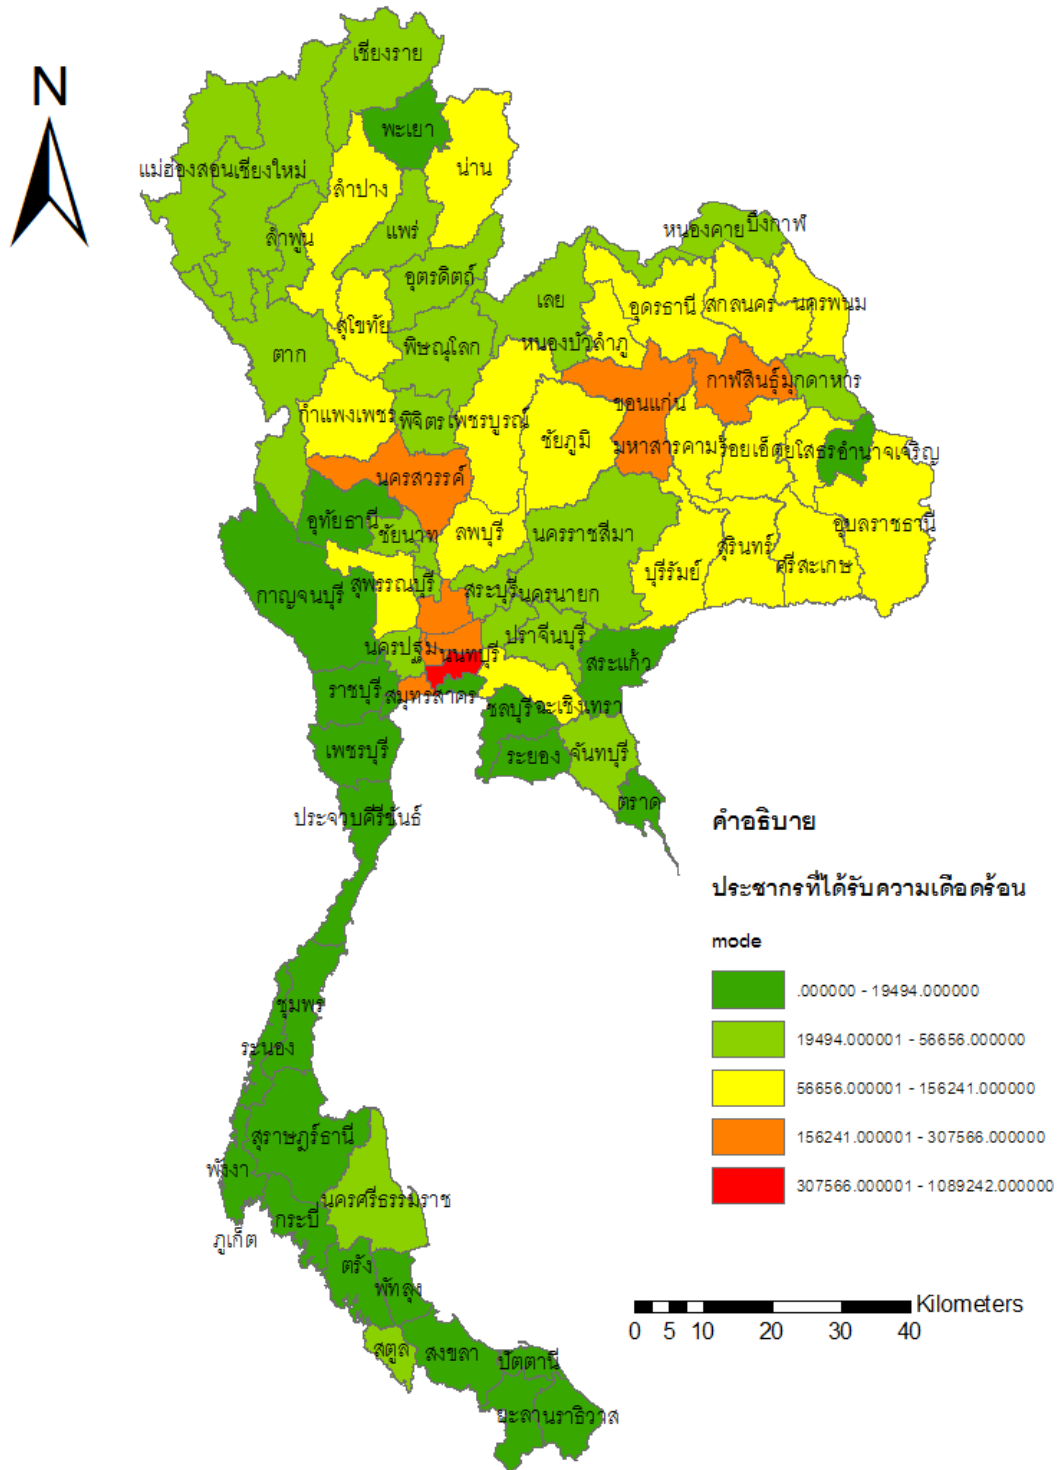 เชียงราย
N
พะเยา
น่าน
แม่ฮ่องสอน
เชียงใหม่
ลำปาง
ลำพูน
แพร่
หนองคาย
บึงกาฬ
อุตรดิตถ์
เลย
อุดรธานี
สกลนคร
นครพนม
สุโขทัย
ตาก
พิษณุโลก
หนองบัวลำภู
กาฬสินธุ์
มุกดาหาร
กำแพงเพชร
พิจิตร
เพชรบูรณ์
ขอนแก่น
ชัยภูมิ
มหาสารคาม
ร้อยเอ็ด
ยโสธร
อำนาจเจริญ
นครสวรรค์
อุทัยธานี
ชัยนาท
ลพบุรี
นครราชสีมา
อุบลราชธานี
สุรินทร์
ศรีสะเกษ
บุรีรัมย์
กาญจนบุรี
สุพรรณบุรี
สระบุรี
นครนายก
ปราจีนบุรี
นครปฐม
นนทบุรี
สระแก้ว
ราชบุรี
สมุทรสาคร
ชลบุรี
ฉะเชิงเทรา
เพชรบุรี
ระยอง
จันทบุรี
ตราด
ประจวบคีรีขันธ์
คำอธิบาย
ประชากรที่ได้รับความเดือดร้อน
mode
.000000 - 19494.000000
19494.000001 - 56656.000000
56656.000001 - 156241.000000
156241.000001 - 307566.000000
307566.000001 - 1089242.000000
ชุมพร
ระนอง
สุราษฎร์ธานี
พังงา
นครศรีธรรมราช
กระบี่
ภูเก็ต
ตรัง
พัทลุง
สตูล
สงขลา
ปัตตานี
ยะลา
นราธิวาส
Kilometers
0 5 10 20 30 40